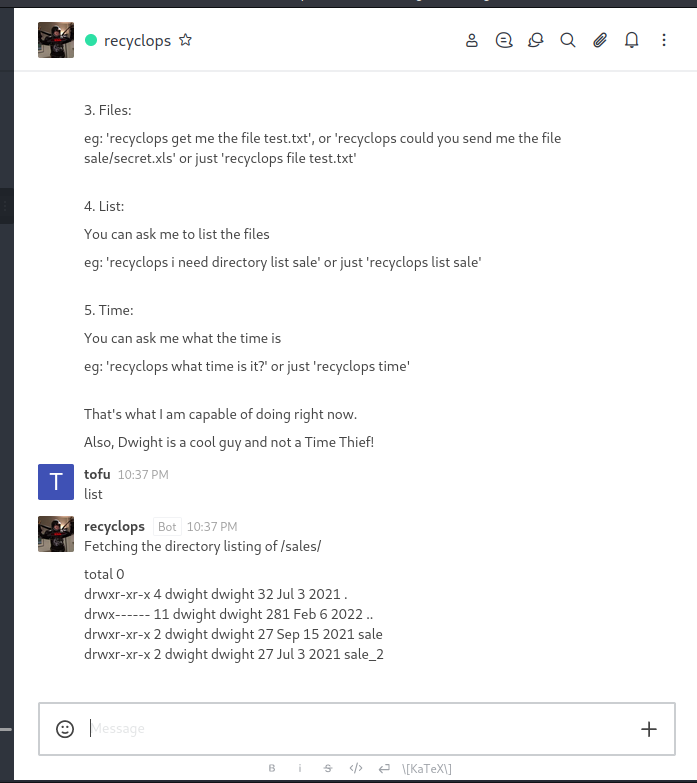 recyclops
3. Files:
eg: 'recyclops get me the file test.txt', or 'recyclops could you send me the file
sale/secret.xls' or just 'recyclops file test.txt'
4. List:
You can ask me to list the files
eg: 'recyclops i need directory list sale' or just 'recyclops list sale'
5. Time:
You can ask me what the time is
eg: 'recyclops what time is it?' or just 'recyclops time'
That's what I am capable of doing right now.
Also, Dwight is a cool guy and not a Time Thief!
T
tofu 10:37 PM
list
recyclops Bot 10:37 PM
Fetching the directory listing of /sales/
total 0
drwxr-xr-x 4 dwight dwight 32 Jul 3 2021 .
drwx------ 11 dwight dwight 281 Feb 6 2022 ..
drwxr-xr-x 2 dwight dwight 27 Sep 15 2021 sale
drwxr-xr-x 2 dwight dwight 27 Jul 3 2021 sale_2
Message
B i S </> \[KaTeX\]